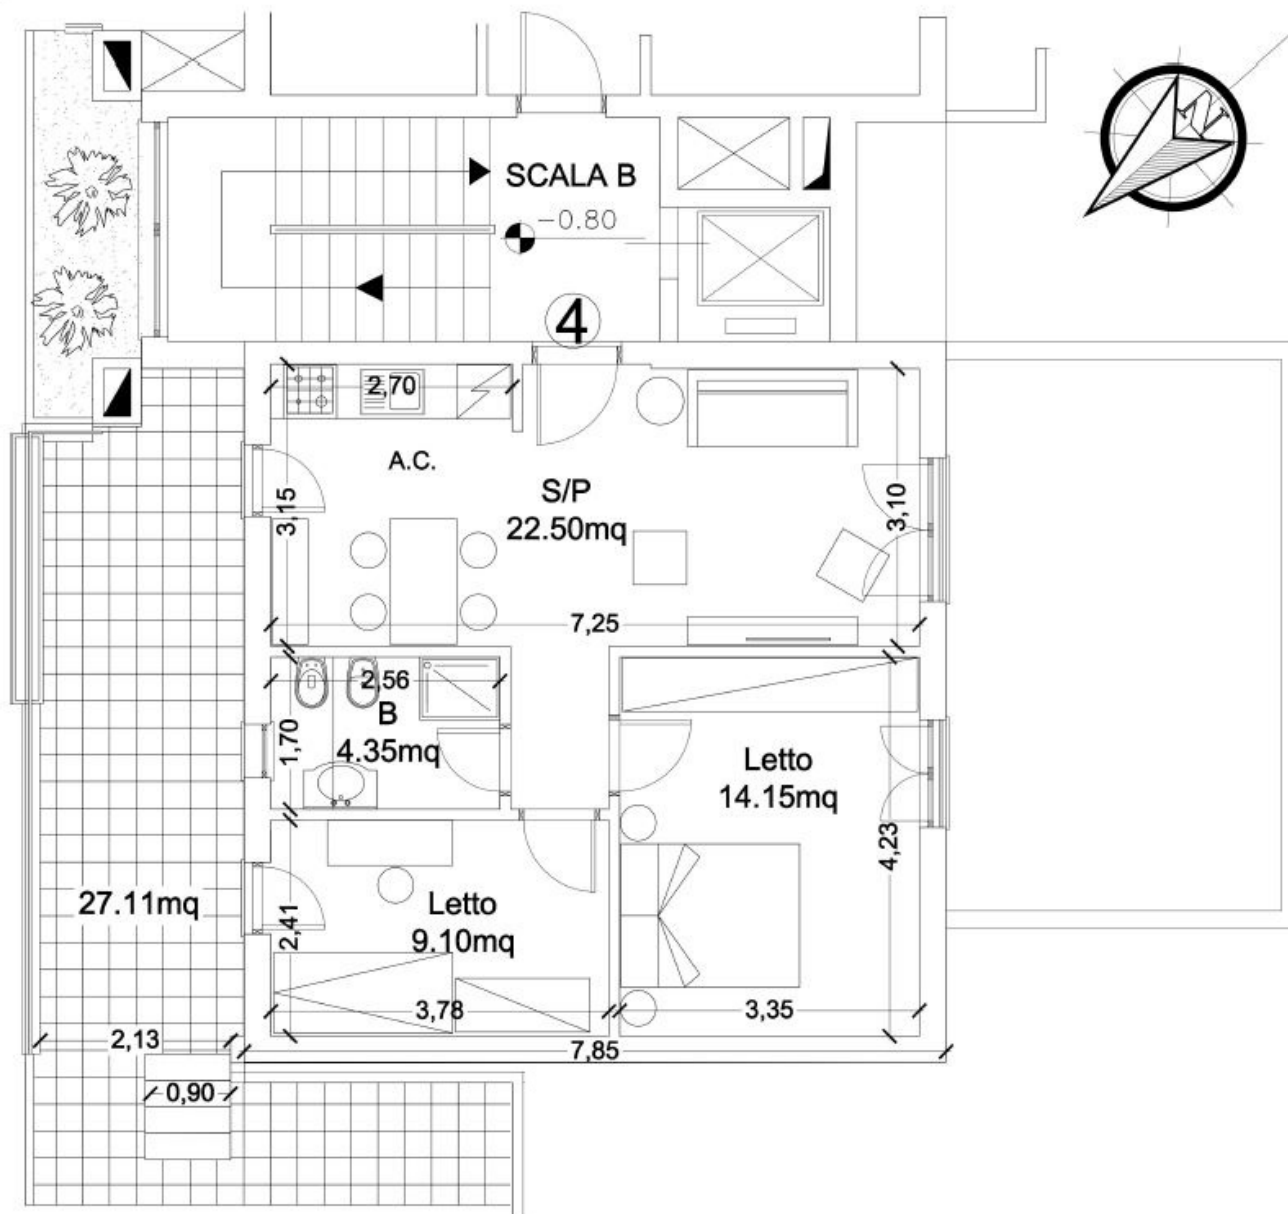 N
SCALA B
-0.80
4
2,70
A.C.
S/P
22.50mq
3,15
3,10
7,25
2,56
B
4.35mq
1,70
Letto
14.15mq
4,23
27.11mq
Letto
9.10mq
2,41
3,78
3,35
2,13
7,85
0,90